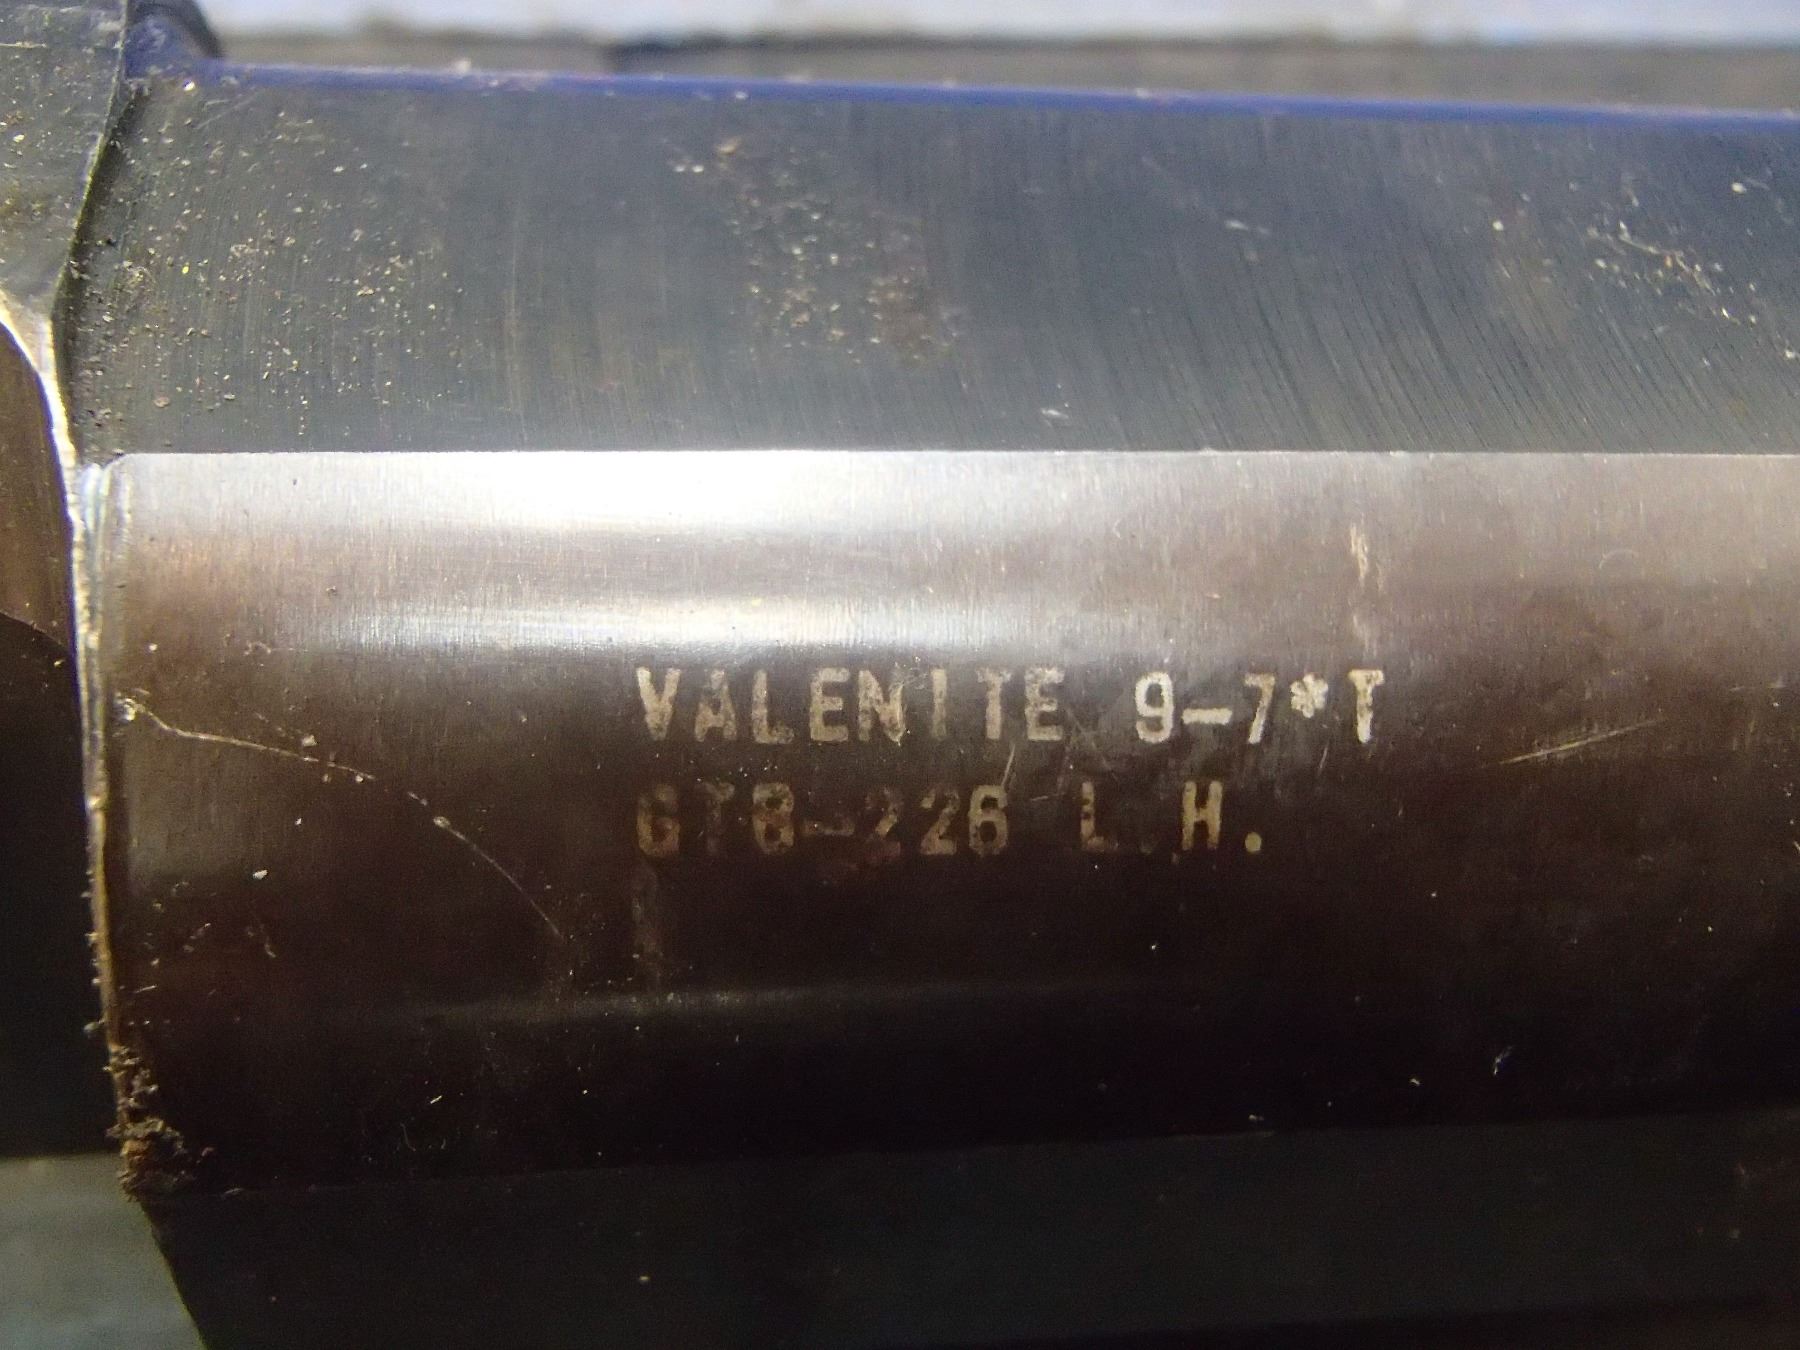 VALENITE 9-7*T
GTB-226 L.H.